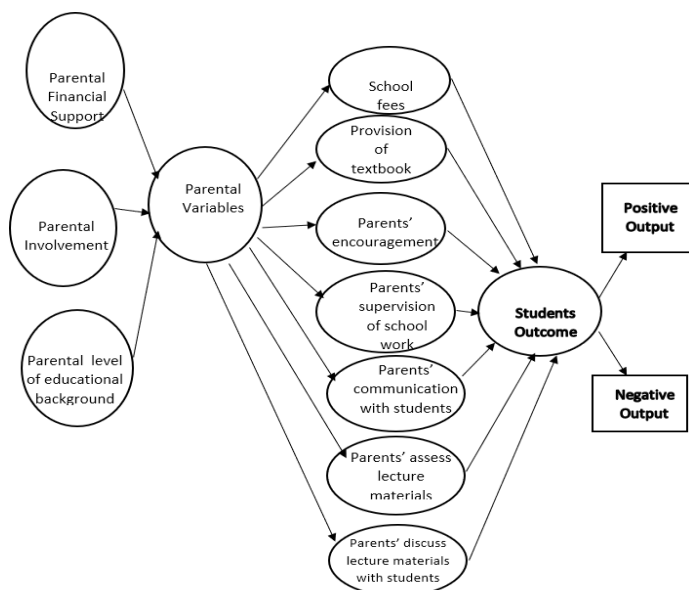 Parental
Financial
Support
Parental
Involvement
Parental level
of educational
background
Parental
Variables
School
fees
Provision
of
textbook
Parents'
encouragement
Parents'
supervision
of school
work
Parents'
communication
with students
Parents' assess
lecture
materials
Parents' discuss
lecture materials
with students
Students
Outcome
Positive
Output
Negative
Output